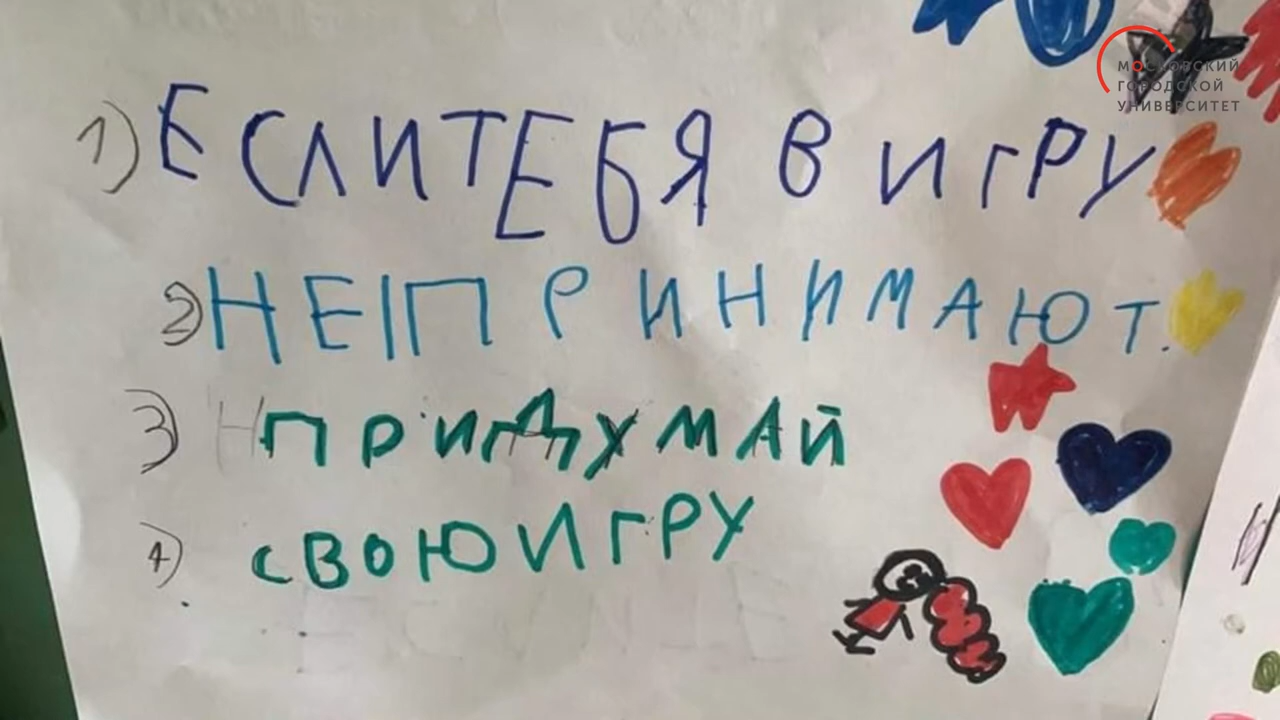 МОСКОВСКИЙ
ГОРОДСКОЙ
УНИВЕРСИТЕТ
1) ЕСЛИ ТЕБЯ В ИГРУ
2) НЕ ПРИНИМАЮТ.
3) ПРИДУМАЙ
4) СВОЮ ИГРУ